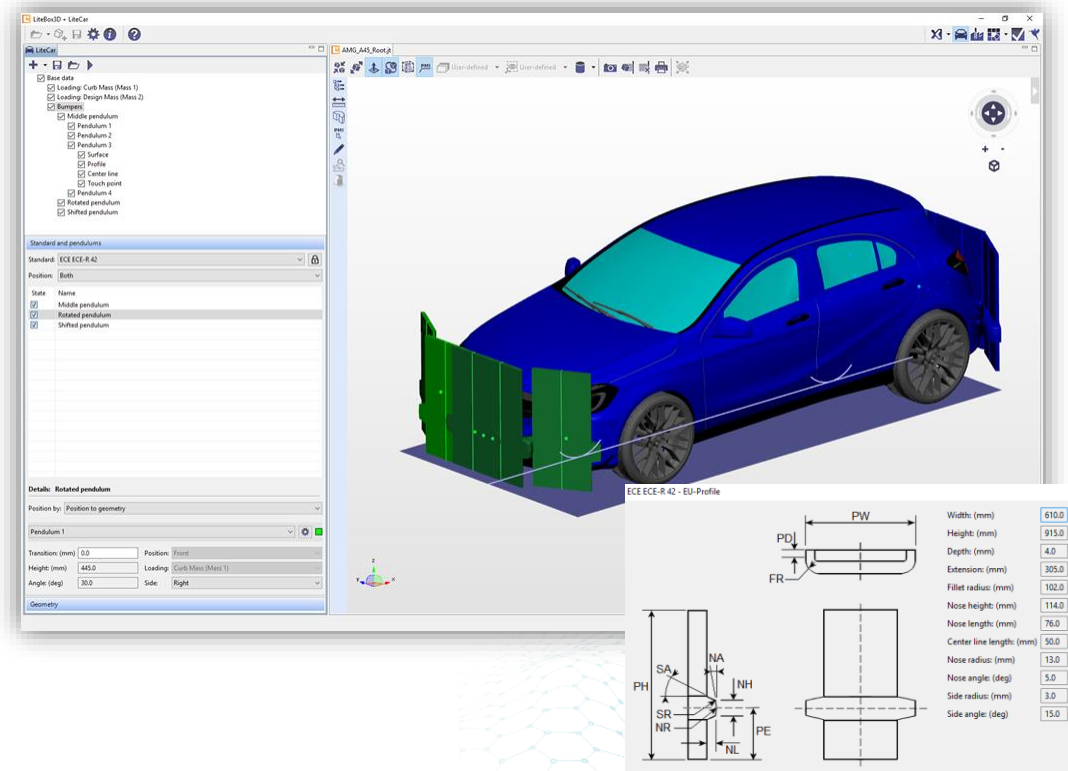 LiteBox3D + LiteCar
LiteCar
AMG_A45_Root.jt
User-defined
User-defined
PMI
PMI
Base data
Loading: Curb Mass (Mass 1)
Loading: Design Mass (Mass 2)
Bumpers
Middle pendulum
Pendulum 1
Pendulum 2
Pendulum 3
Surface
Profile
Center line
Touch point
Pendulum 4
Rotated pendulum
Shifted pendulum
Standard and pendulums
Standard: ECE ECE-R 42
Position: Both
State Name
Middle pendulum
Rotated pendulum
Shifted pendulum
Details: Rotated pendulum
Position by: Position to geometry
Pendulum 1
Transition: (mm) 0.0 Position: Front
Height: (mm) 445.0 Loading: Curb Mass (Mass 1)
Angle: (deg) 30.0 Side: Right
Geometry
z
y
x
ECE ECE-R 42 - EU-Profile
PW
PD
FR
SA
NA
PH
NH
SR
NR
PE
NL
Width: (mm) 610.0
Height: (mm) 915.0
Depth: (mm) 4.0
Extension: (mm) 305.0
Fillet radius: (mm) 102.0
Nose height: (mm) 114.0
Nose length: (mm) 76.0
Center line length: (mm) 50.0
Nose radius: (mm) 13.0
Nose angle: (deg) 5.0
Side radius: (mm) 3.0
Side angle: (deg) 15.0